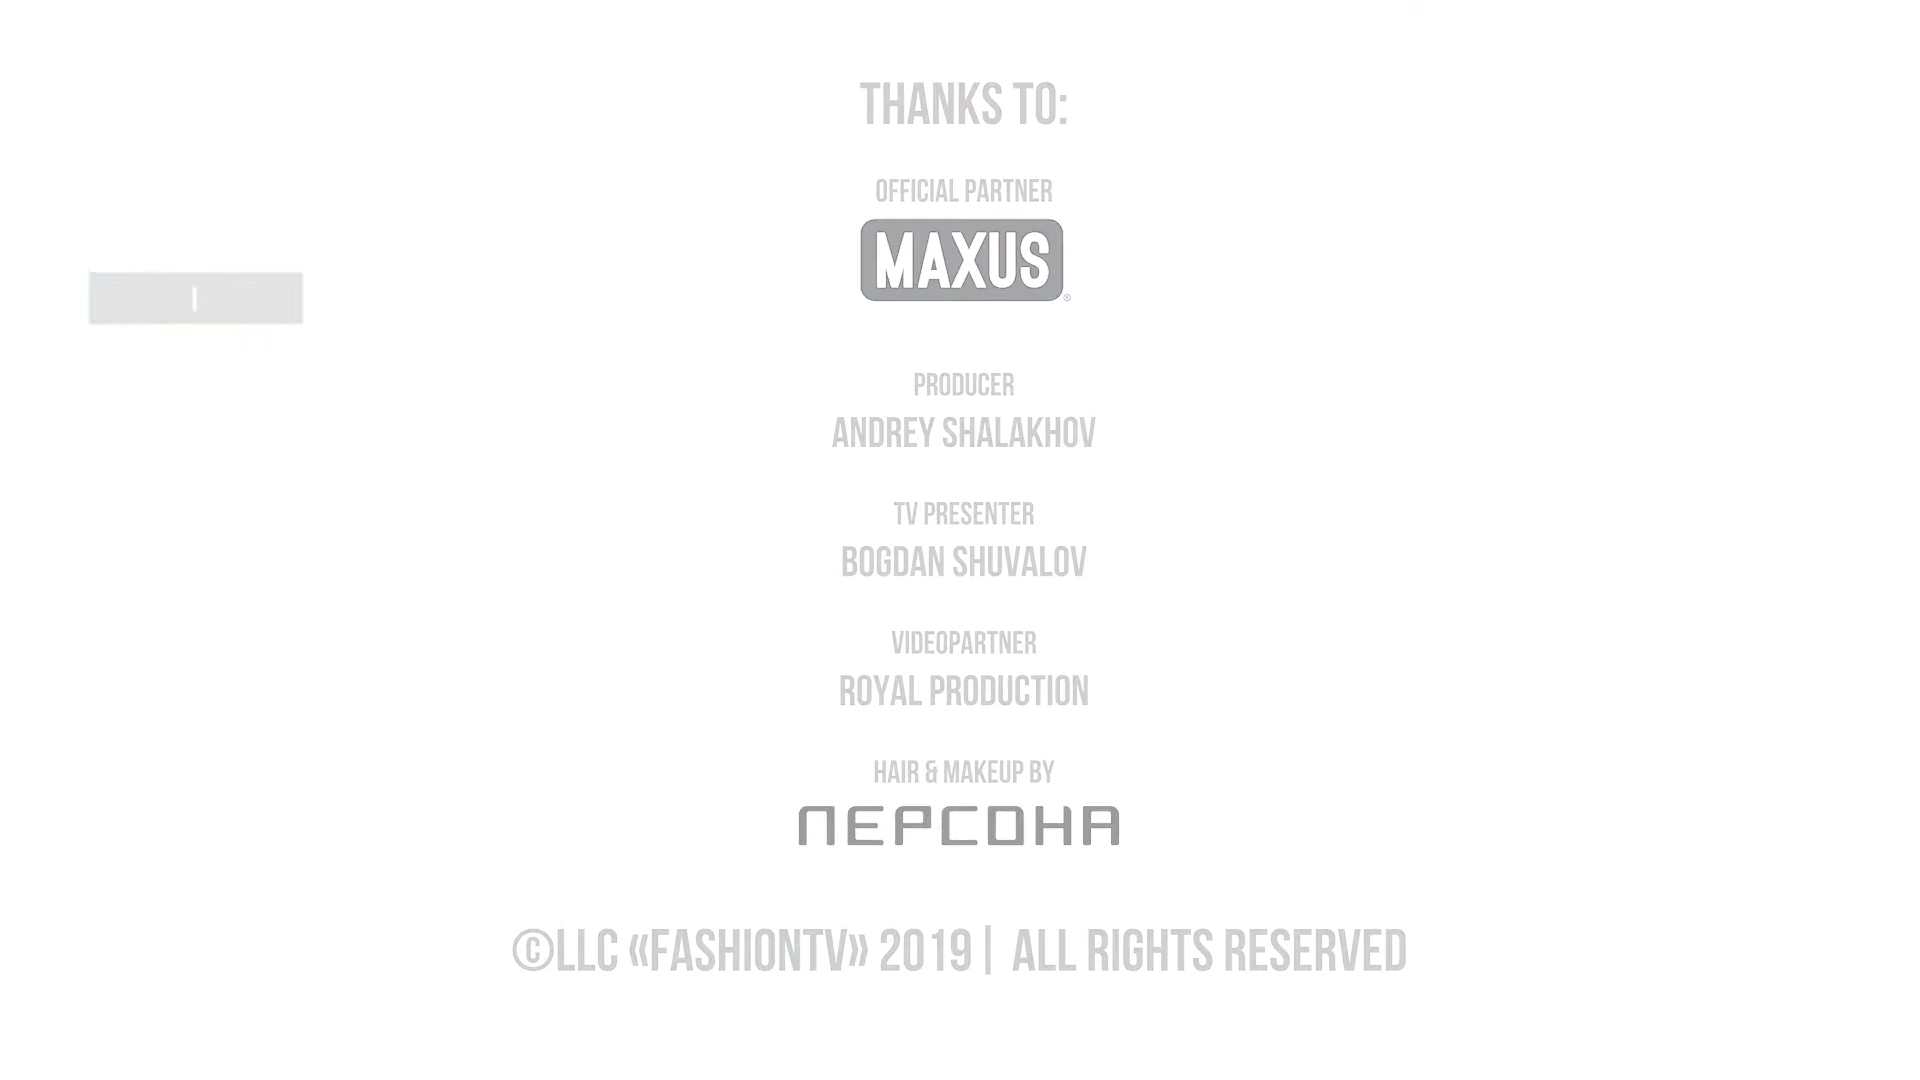 THANKS TO:
OFFICIAL PARTNER
MAXUS®
PRODUCER
ANDREY SHALAKHOV
TV PRESENTER
BOGDAN SHUVALOV
VIDEOPARTNER
ROYAL PRODUCTION
HAIR & MAKEUP BY
ПЕРСОНА
©LLC «FASHIONTV» 2019 | ALL RIGHTS RESERVED